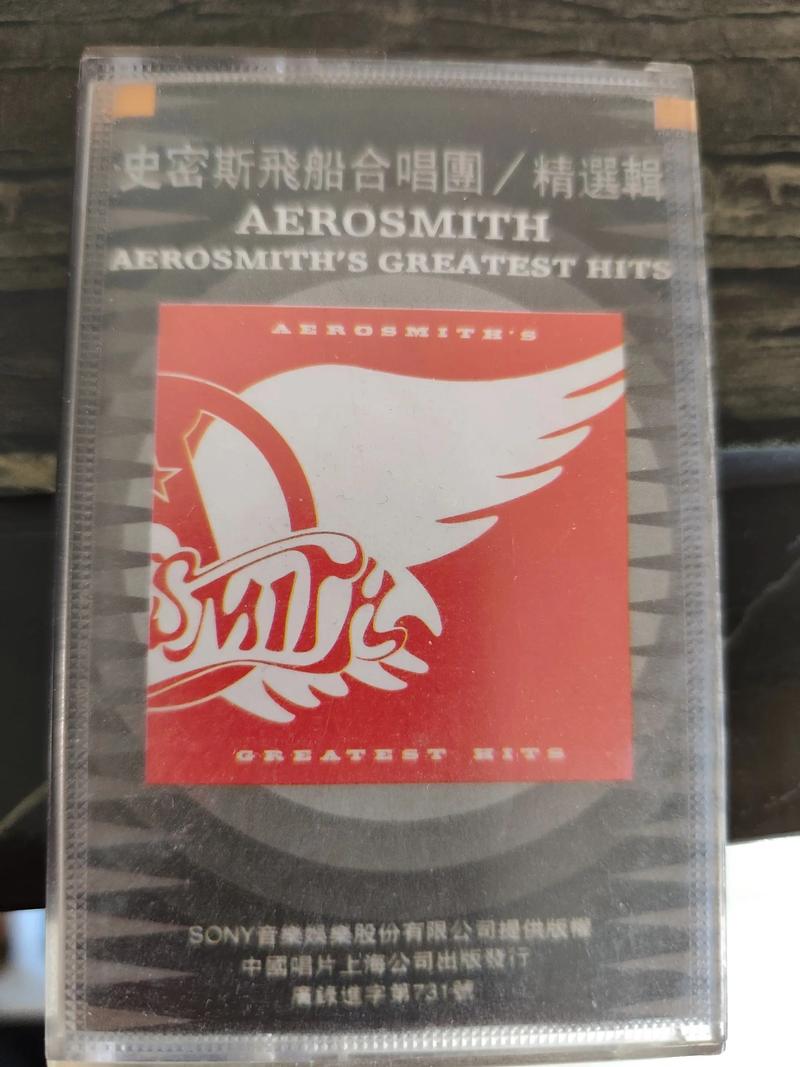 史密斯飛船合唱團／精選輯
AEROSMITH
AEROSMITH'S GREATEST HITS
AEROSMITH'S
SMITH
GREATEST HITS
SONY音樂娛樂股份有限公司提供版權
中國唱片上海公司出版發行
廣錄進字第731號